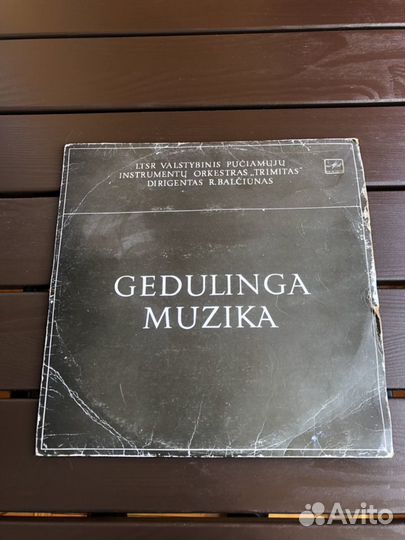 LTSR VALSTYBINIS PUČIAMŲJŲ
INSTRUMENTŲ ORKESTRAS „TRIMITAS"
DIRIGENTAS R.BALČIŪNAS
GEDULINGA
MUZIKA
Avito